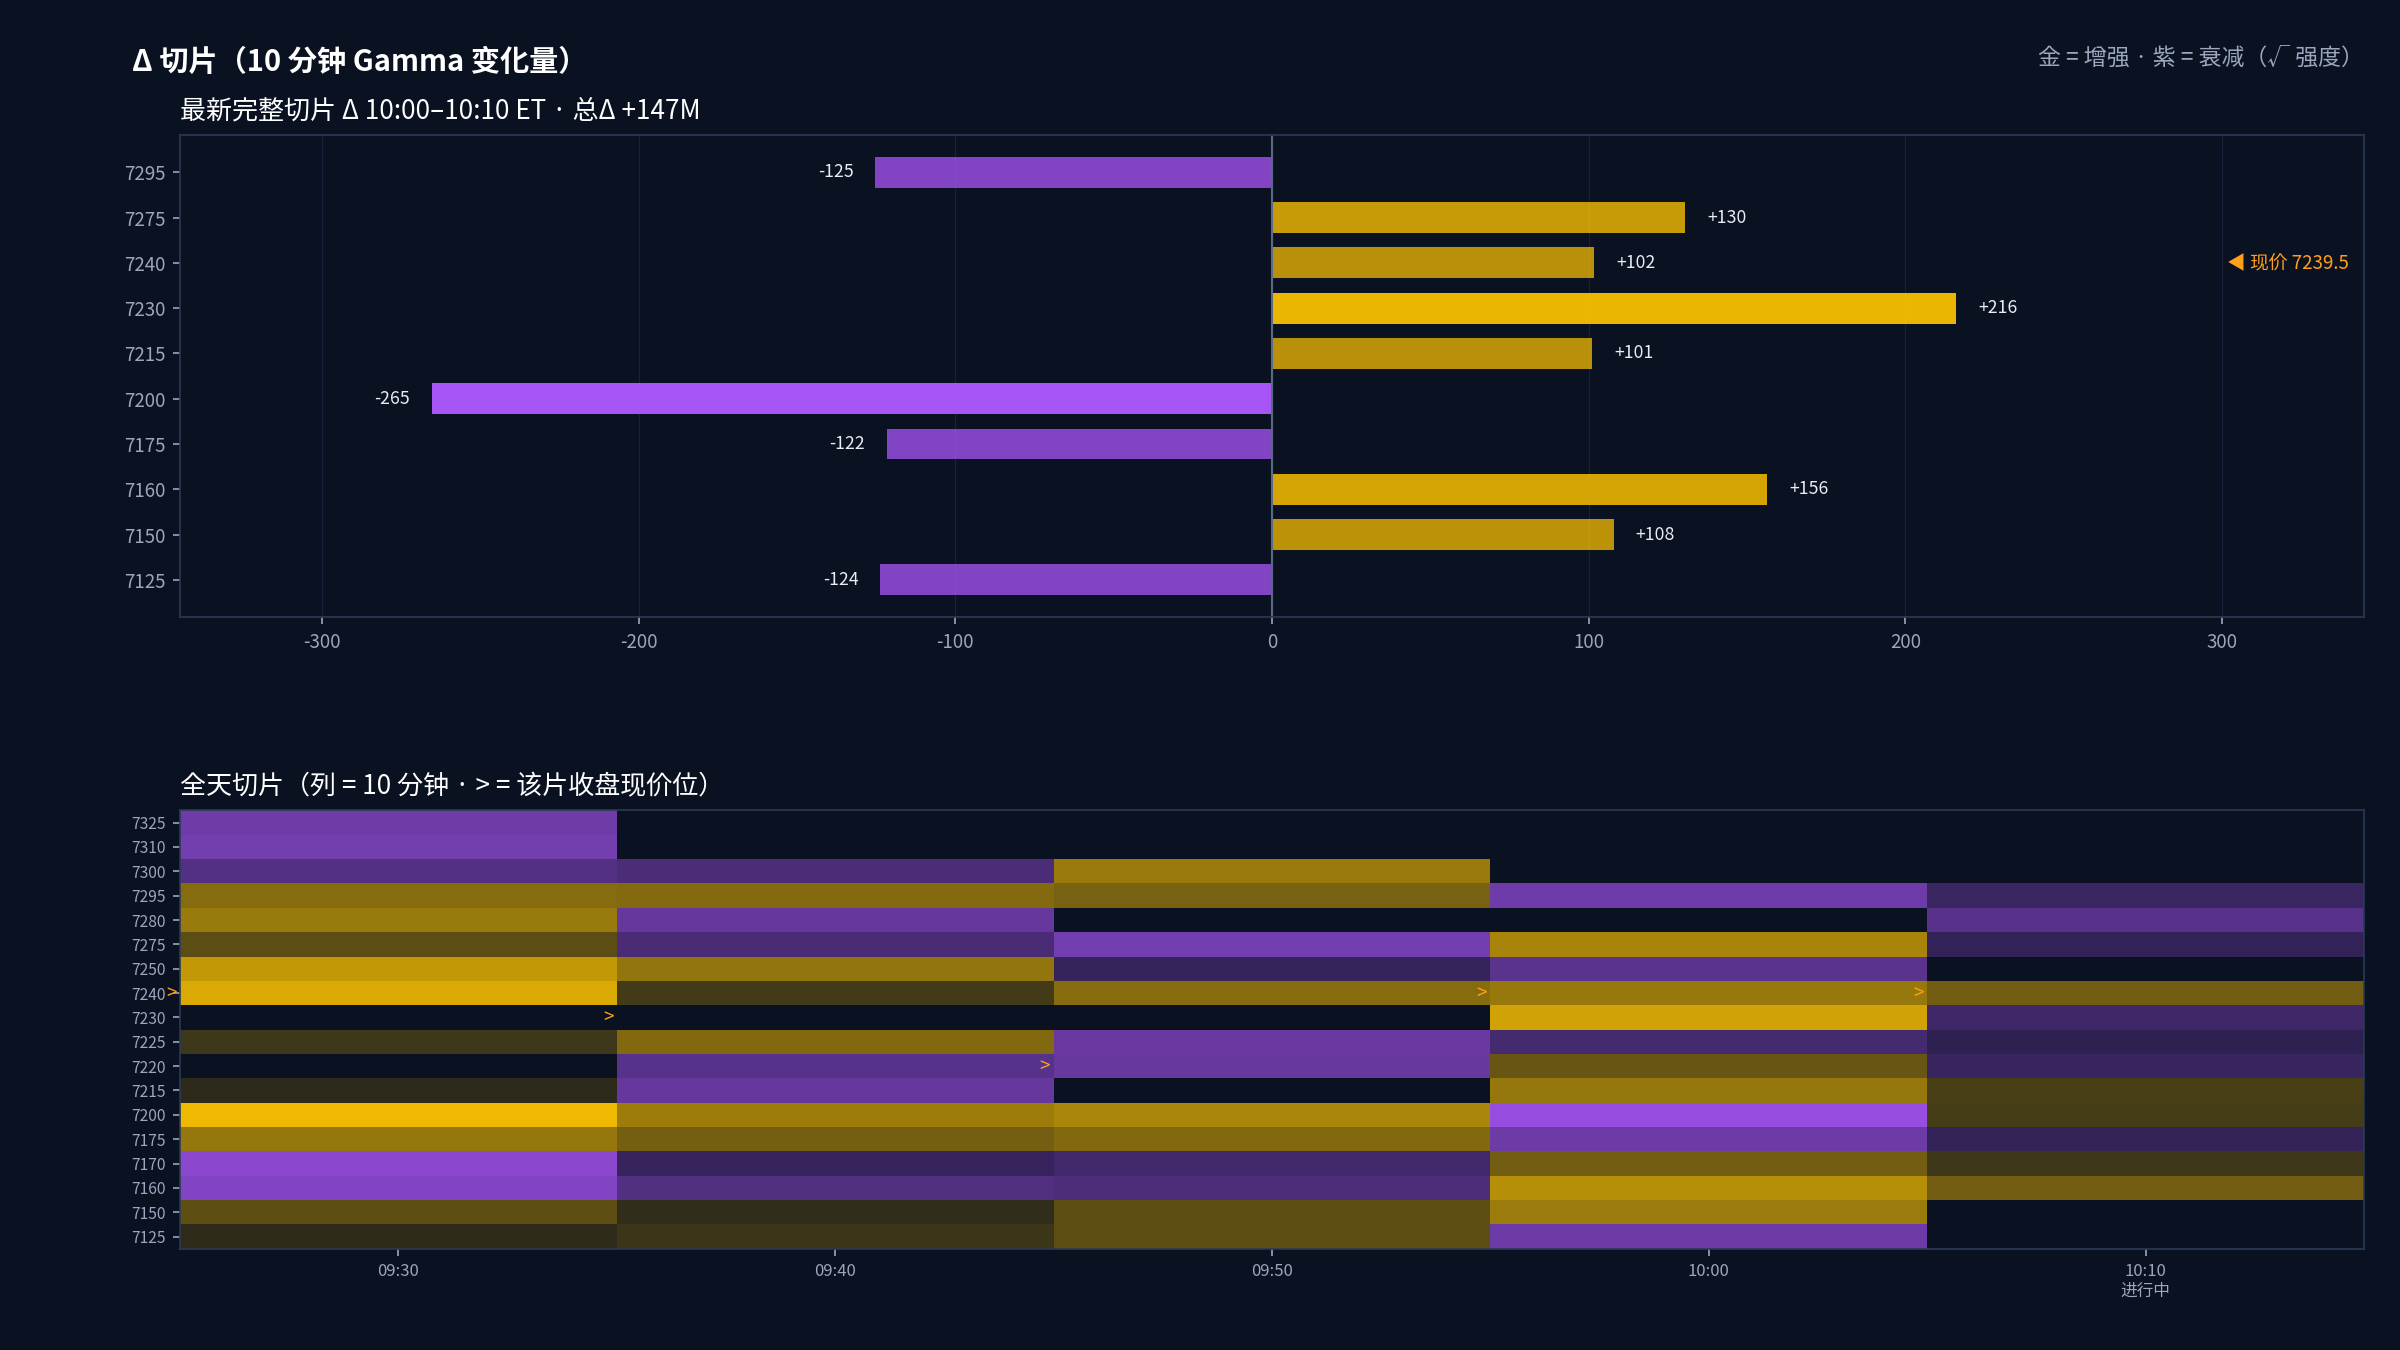 Δ 切片（10 分钟 Gamma 变化量）
金 = 增强 · 紫 = 衰减（√ 强度）
最新完整切片 Δ 10:00–10:10 ET · 总Δ +147M
7295 -125
7275 +130
7240 +102 ◀ 现价 7239.5
7230 +216
7215 +101
7200 -265
7175 -122
7160 +156
7150 +108
7125 -124
-300 -200 -100 0 100 200 300
全天切片（列 = 10 分钟 · > = 该片收盘现价位）
7325
7310
7300
7295
7280
7275
7250
7240 > > >
7230 >
7225
7220 >
7215
7200
7175
7170
7160
7150
7125
09:30 09:40 09:50 10:00 10:10
进行中